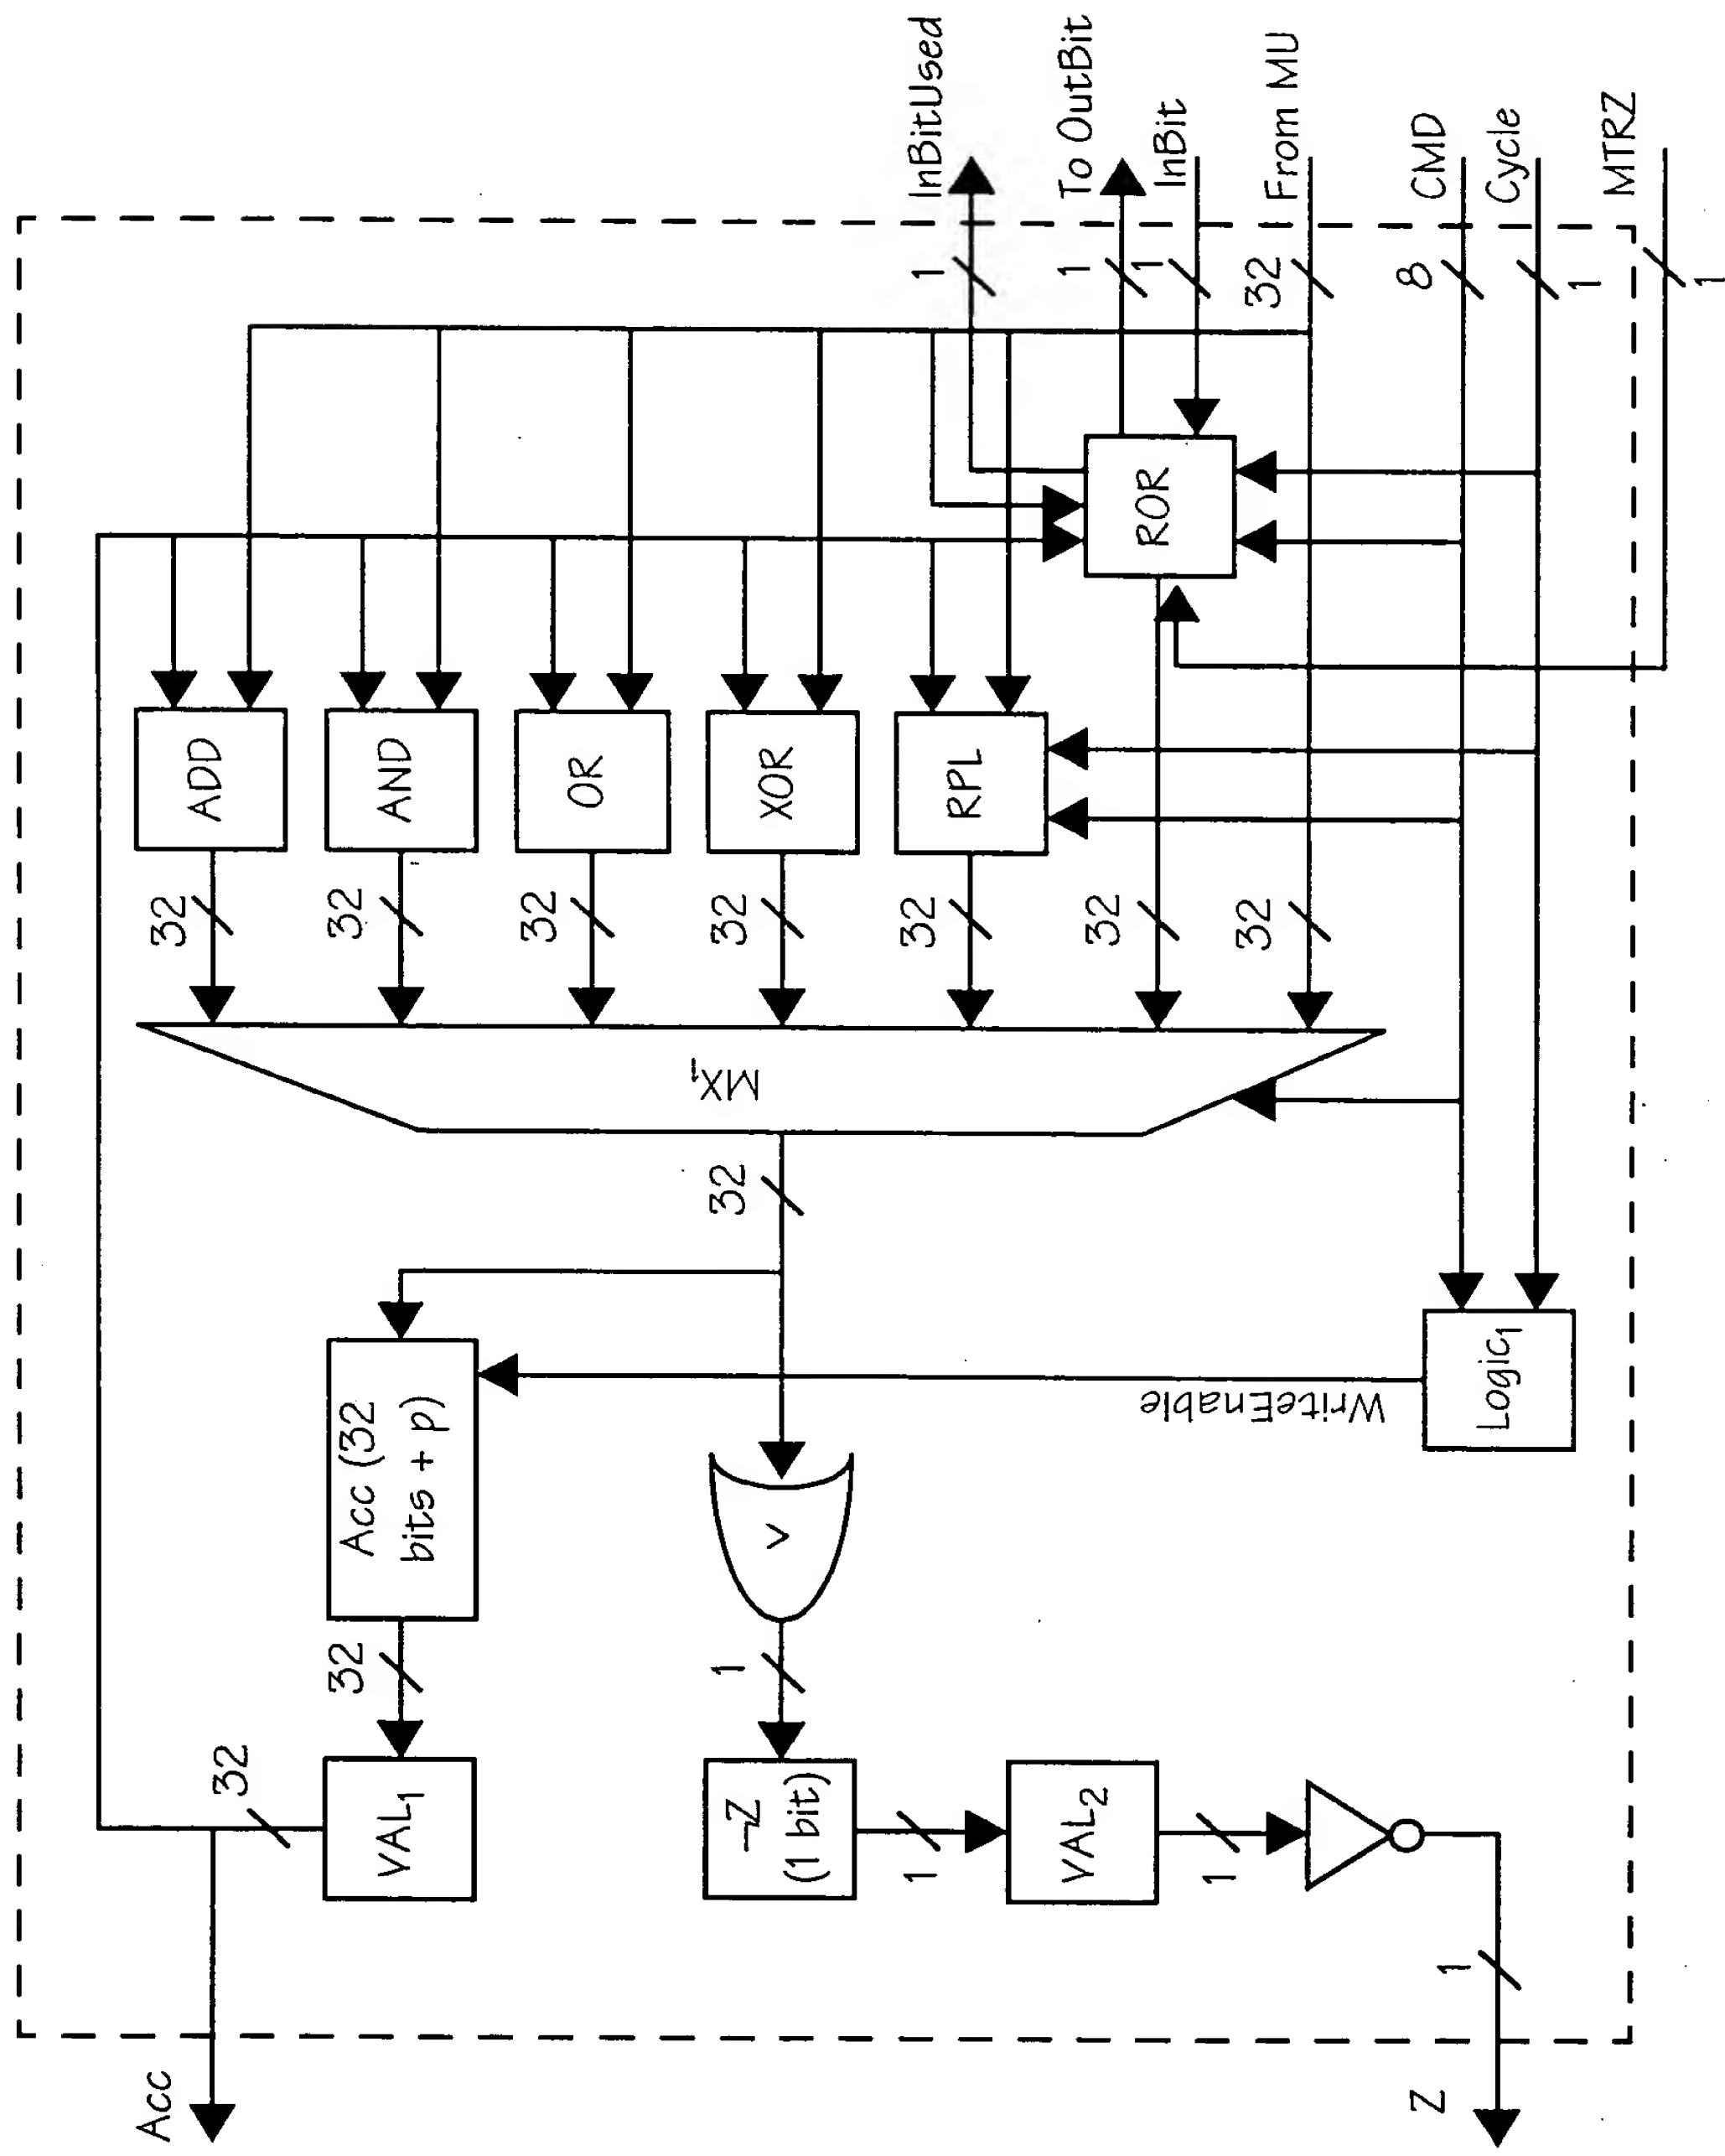 InBitUsed
1
To OutBit
1
InBit
1
From MU
32
CMD
8
Cycle
1
MTRZ
1
ADD
AND
OR
XOR
RPL
ROR
32
32
32
32
32
32
32
MX1
32
Acc (32
bits + p)
WriteEnable
Logic1
V
32
1
32
VAL1
¬Z
(1 bit)
1
VAL2
1
1
Acc
Z